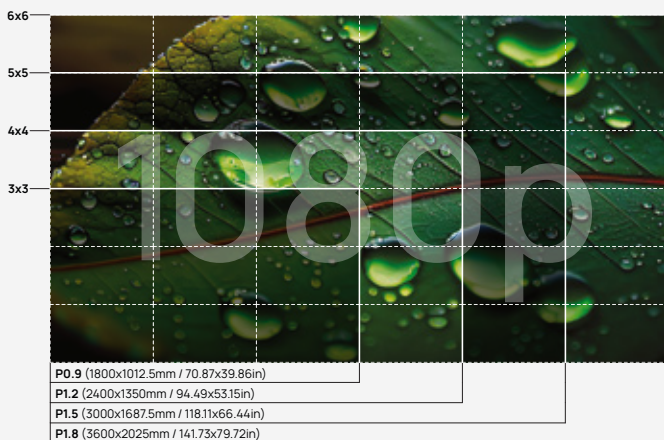 6x6
5x5
4x4
3x3
1080p
P0.9 (1800x1012.5mm / 70.87x39.86in)
P1.2 (2400x1350mm / 94.49x53.15in)
P1.5 (3000x1687.5mm / 118.11x66.44in)
P1.8 (3600x2025mm / 141.73x79.72in)